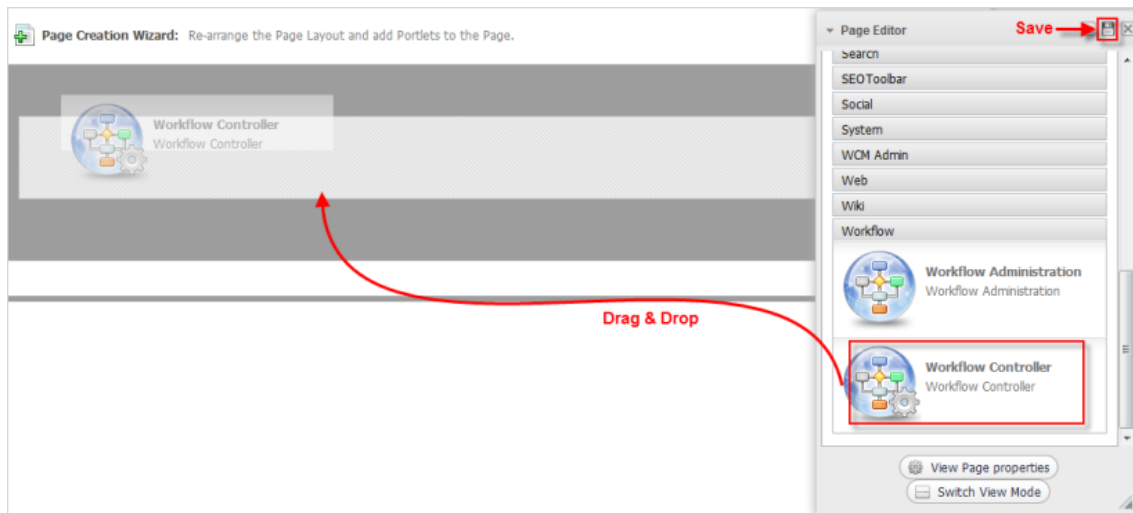 Page Creation Wizard: Re-arrange the Page Layout and add Portlets to the Page.
Workflow Controller
Workflow Controller
Drag & Drop
Page Editor
Save
Search
SEOToolbar
Social
System
WCM Admin
Web
Wiki
Workflow
Workflow Administration
Workflow Administration
Workflow Controller
Workflow Controller
View Page properties
Switch View Mode